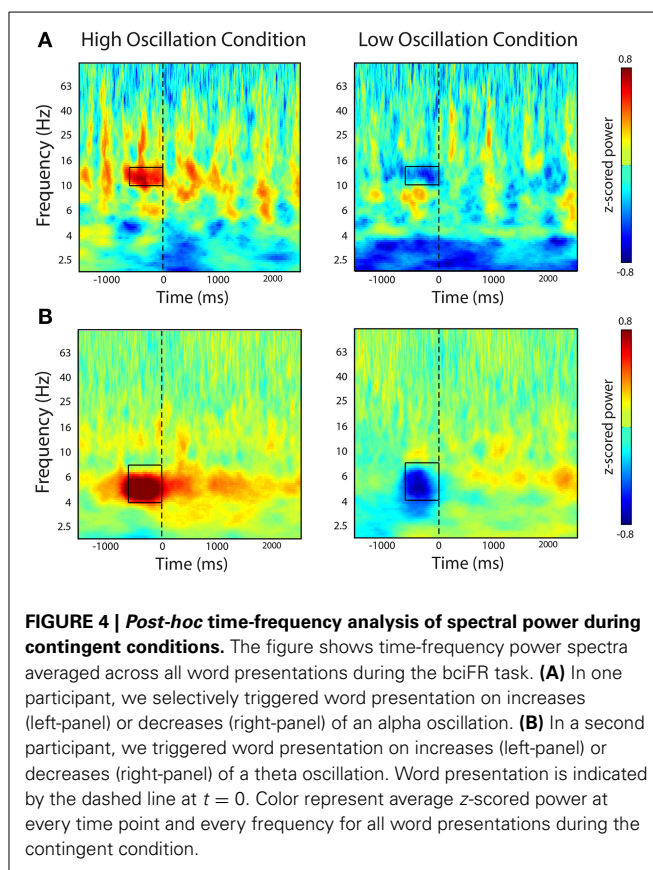 A
High Oscillation Condition
Low Oscillation Condition
Frequency (Hz)
63
40
25
16
10
6
4
2.5
-1000 0 1000 2000
Time (ms)
63
40
25
16
10
6
4
2.5
-1000 0 1000 2000
Time (ms)
0.8
z-scored power
-0.8
B
Frequency (Hz)
63
40
25
16
10
6
4
2.5
-1000 0 1000 2000
Time (ms)
63
40
25
16
10
6
4
2.5
-1000 0 1000 2000
Time (ms)
0.8
z-scored power
-0.8
FIGURE 4 | Post-hoc time-frequency analysis of spectral power during
contingent conditions. The figure shows time-frequency power spectra
averaged across all word presentations during the bciFR task. (A) In one
participant, we selectively triggered word presentation on increases
(left-panel) or decreases (right-panel) of an alpha oscillation. (B) In a second
participant, we triggered word presentation on increases (left-panel) or
decreases (right-panel) of a theta oscillation. Word presentation is indicated
by the dashed line at t = 0. Color represent average z-scored power at
every time point and every frequency for all word presentations during the
contingent condition.